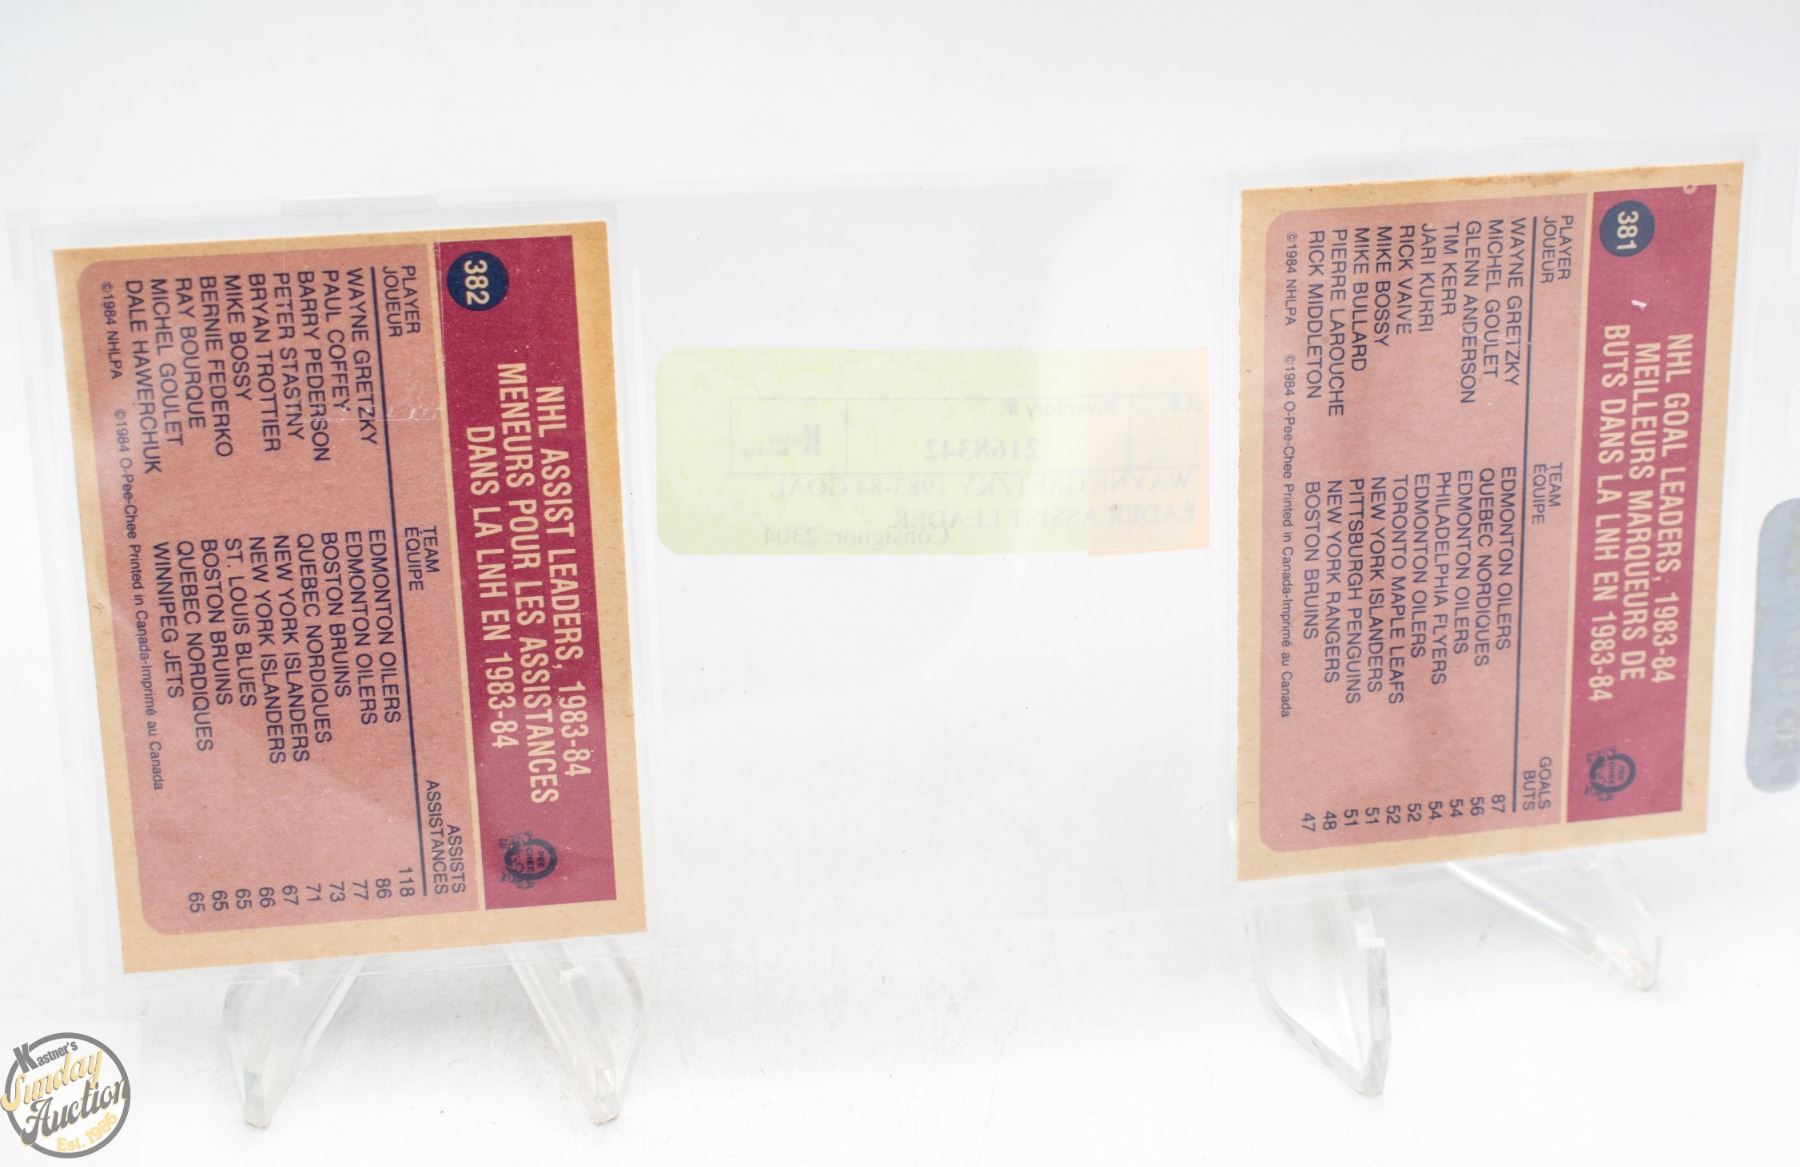 382
NHL ASSIST LEADERS, 1983-84
MENEURS POUR LES ASSISTANCES
DANS LA LNH EN 1983-84
O PEE CHEE
PLAYER TEAM ASSISTS
JOUEUR ÉQUIPE ASSISTANCES
WAYNE GRETZKY EDMONTON OILERS 118
PAUL COFFEY EDMONTON OILERS 86
BARRY PEDERSON BOSTON BRUINS 77
PETER STASTNY QUEBEC NORDIQUES 73
BRYAN TROTTIER NEW YORK ISLANDERS 71
MIKE BOSSY NEW YORK ISLANDERS 67
BERNIE FEDERKO ST. LOUIS BLUES 66
RAY BOURQUE BOSTON BRUINS 65
MICHEL GOULET QUEBEC NORDIQUES 65
DALE HAWERCHUK WINNIPEG JETS 65
©1984 NHLPA ©1984 O-Pee-Chee Printed in Canada-Imprimé au Canada
Inventory #
2168342
WAYNE GRETZKY 1983-84 GOAL
EADER ASSIST LEADER
Consignor: 2304
381
NHL GOAL LEADERS, 1983-84
MEILLEURS MARQUEURS DE
BUTS DANS LA LNH EN 1983-84
O PEE CHEE
PLAYER TEAM GOALS
JOUEUR ÉQUIPE BUTS
WAYNE GRETZKY EDMONTON OILERS 87
MICHEL GOULET QUEBEC NORDIQUES 56
GLENN ANDERSON EDMONTON OILERS 54
TIM KERR PHILADELPHIA FLYERS 54
JARI KURRI EDMONTON OILERS 52
RICK VAIVE TORONTO MAPLE LEAFS 52
MIKE BOSSY NEW YORK ISLANDERS 51
MIKE BULLARD PITTSBURGH PENGUINS 51
PIERRE LAROUCHE NEW YORK RANGERS 48
RICK MIDDLETON BOSTON BRUINS 47
©1984 NHLPA ©1984 O-Pee-Chee Printed in Canada-Imprimé au Canada
Kastner's
Sunday
Auction
Est. 1986